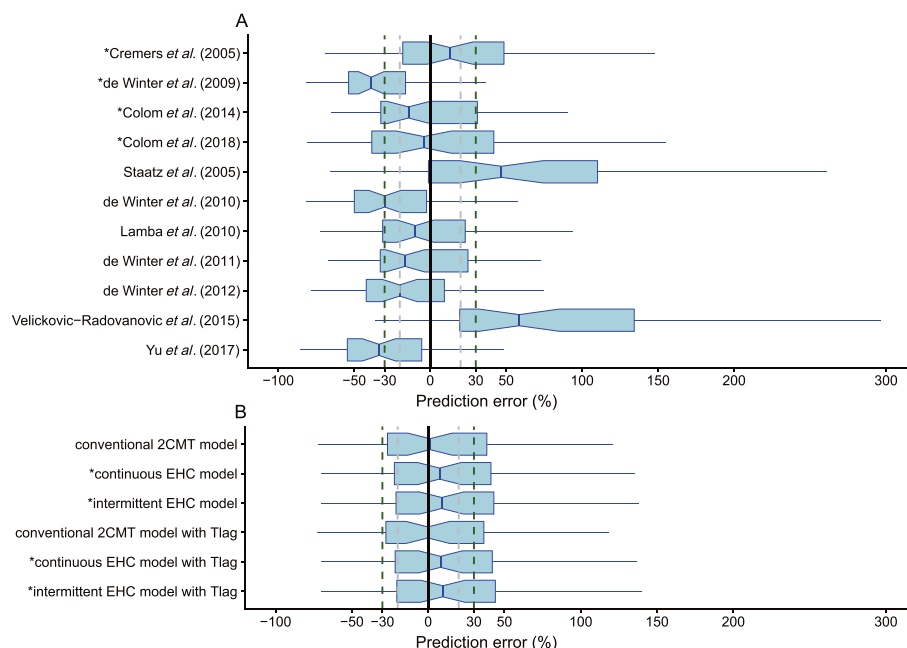 A
*Cremers et al. (2005)
*de Winter et al. (2009)
*Colom et al. (2014)
*Colom et al. (2018)
Staatz et al. (2005)
de Winter et al. (2010)
Lamba et al. (2010)
de Winter et al. (2011)
de Winter et al. (2012)
Velickovic−Radovanovic et al. (2015)
Yu et al. (2017)
−100 −50 −30 0 30 50 100 150 200 300
Prediction error (%)
B
conventional 2CMT model
*continuous EHC model
*intermittent EHC model
conventional 2CMT model with Tlag
*continuous EHC model with Tlag
*intermittent EHC model with Tlag
−100 −50 −30 0 30 50 100 150 200 300
Prediction error (%)